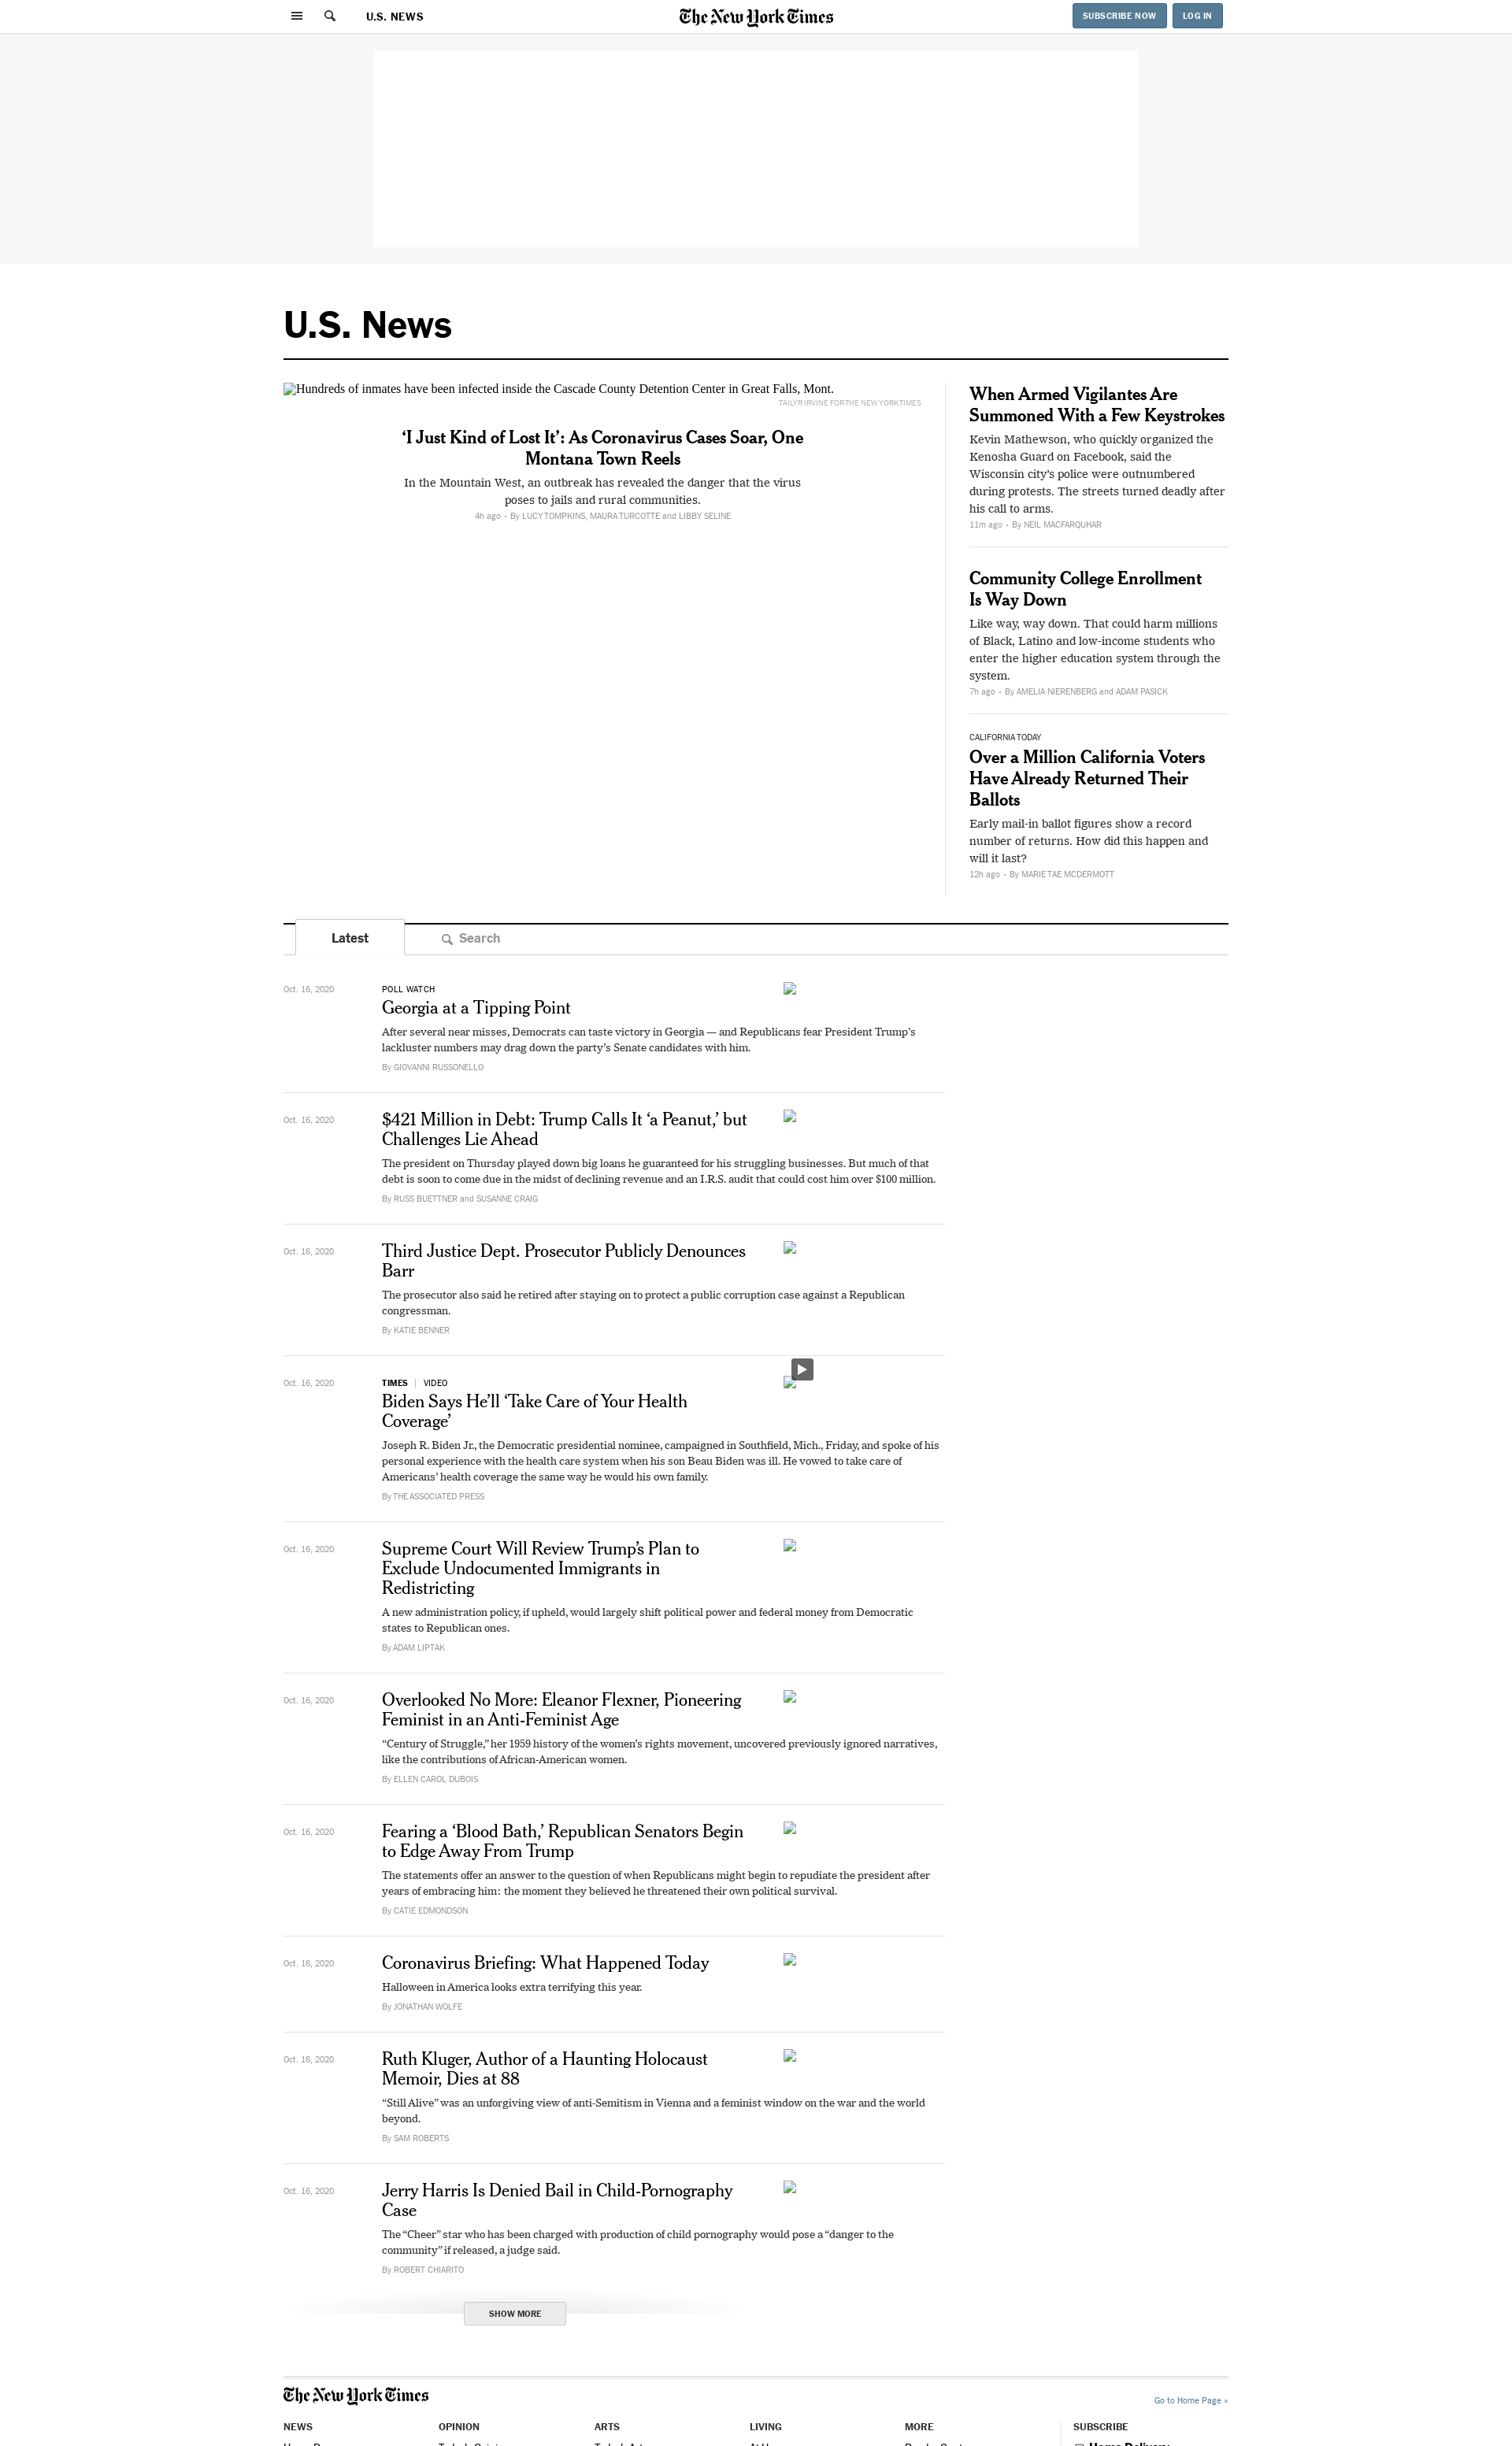 U.S. NEWS
The New York Times
SUBSCRIBE NOW
LOG IN
U.S. News
Hundreds of inmates have been infected inside the Cascade County Detention Center in Great Falls, Mont.
TAILYR IRVINE FOR THE NEW YORK TIMES
‘I Just Kind of Lost It’: As Coronavirus Cases Soar, One
Montana Town Reels
In the Mountain West, an outbreak has revealed the danger that the virus
poses to jails and rural communities.
4h ago • By LUCY TOMPKINS, MAURA TURCOTTE and LIBBY SELINE
When Armed Vigilantes Are
Summoned With a Few Keystrokes
Kevin Mathewson, who quickly organized the
Kenosha Guard on Facebook, said the
Wisconsin city’s police were outnumbered
during protests. The streets turned deadly after
his call to arms.
11m ago • By NEIL MACFARQUHAR
Community College Enrollment
Is Way Down
Like way, way down. That could harm millions
of Black, Latino and low-income students who
enter the higher education system through the
system.
7h ago • By AMELIA NIERENBERG and ADAM PASICK
CALIFORNIA TODAY
Over a Million California Voters
Have Already Returned Their
Ballots
Early mail-in ballot figures show a record
number of returns. How did this happen and
will it last?
12h ago • By MARIE TAE MCDERMOTT
Latest
Search
Oct. 16, 2020
POLL WATCH
Georgia at a Tipping Point
After several near misses, Democrats can taste victory in Georgia — and Republicans fear President Trump’s
lackluster numbers may drag down the party’s Senate candidates with him.
By GIOVANNI RUSSONELLO
Oct. 16, 2020
$421 Million in Debt: Trump Calls It ‘a Peanut,’ but
Challenges Lie Ahead
The president on Thursday played down big loans he guaranteed for his struggling businesses. But much of that
debt is soon to come due in the midst of declining revenue and an I.R.S. audit that could cost him over $100 million.
By RUSS BUETTNER and SUSANNE CRAIG
Oct. 16, 2020
Third Justice Dept. Prosecutor Publicly Denounces
Barr
The prosecutor also said he retired after staying on to protect a public corruption case against a Republican
congressman.
By KATIE BENNER
Oct. 16, 2020
TIMES | VIDEO
Biden Says He’ll ‘Take Care of Your Health
Coverage’
Joseph R. Biden Jr., the Democratic presidential nominee, campaigned in Southfield, Mich., Friday, and spoke of his
personal experience with the health care system when his son Beau Biden was ill. He vowed to take care of
Americans’ health coverage the same way he would his own family.
By THE ASSOCIATED PRESS
Oct. 16, 2020
Supreme Court Will Review Trump’s Plan to
Exclude Undocumented Immigrants in
Redistricting
A new administration policy, if upheld, would largely shift political power and federal money from Democratic
states to Republican ones.
By ADAM LIPTAK
Oct. 16, 2020
Overlooked No More: Eleanor Flexner, Pioneering
Feminist in an Anti-Feminist Age
“Century of Struggle,” her 1959 history of the women’s rights movement, uncovered previously ignored narratives,
like the contributions of African-American women.
By ELLEN CAROL DUBOIS
Oct. 16, 2020
Fearing a ‘Blood Bath,’ Republican Senators Begin
to Edge Away From Trump
The statements offer an answer to the question of when Republicans might begin to repudiate the president after
years of embracing him: the moment they believed he threatened their own political survival.
By CATIE EDMONDSON
Oct. 16, 2020
Coronavirus Briefing: What Happened Today
Halloween in America looks extra terrifying this year.
By JONATHAN WOLFE
Oct. 16, 2020
Ruth Kluger, Author of a Haunting Holocaust
Memoir, Dies at 88
“Still Alive” was an unforgiving view of anti-Semitism in Vienna and a feminist window on the war and the world
beyond.
By SAM ROBERTS
Oct. 16, 2020
Jerry Harris Is Denied Bail in Child-Pornography
Case
The “Cheer” star who has been charged with production of child pornography would pose a “danger to the
community” if released, a judge said.
By ROBERT CHIARITO
SHOW MORE
The New York Times
Go to Home Page »
NEWS
OPINION
ARTS
LIVING
MORE
SUBSCRIBE